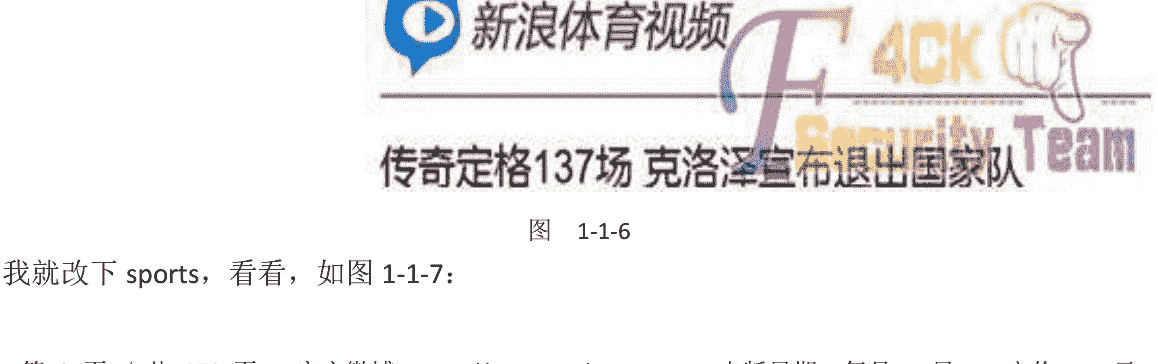 新浪体育视频
F4CK
Security Team
传奇定格137场 克洛泽宣布退出国家队
图 1-1-6
我就改下 sports，看看，如图 1-1-7：